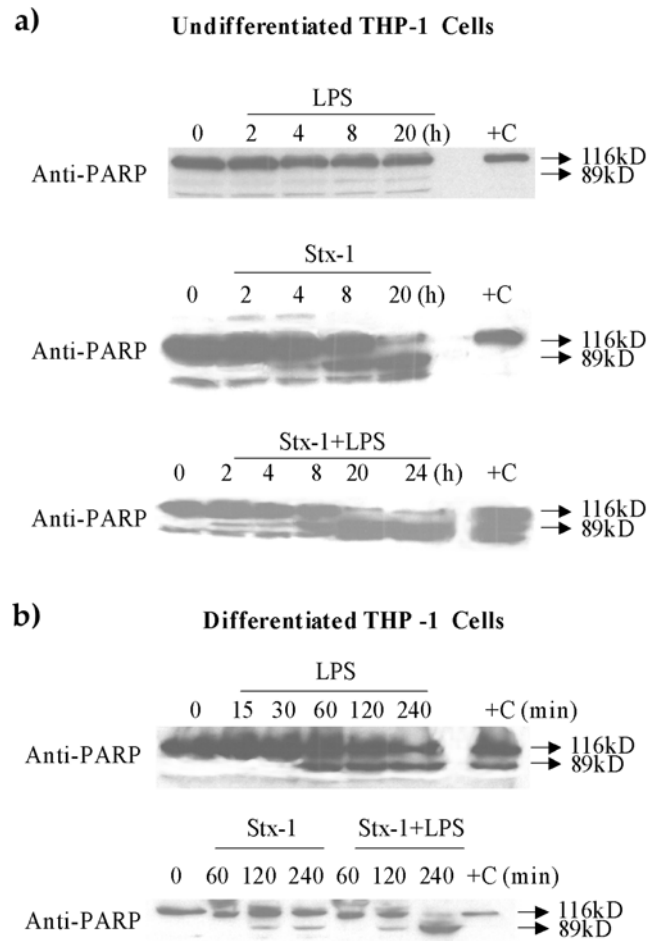 a) Undifferentiated THP-1 Cells
LPS
0 2 4 8 20 (h) +C
Anti-PARP 116kD
89kD
Stx-1
0 2 4 8 20 (h) +C
Anti-PARP 116kD
89kD
Stx-1+LPS
0 2 4 8 20 24 (h) +C
Anti-PARP 116kD
89kD
b) Differentiated THP -1 Cells
LPS
0 15 30 60 120 240 +C (min)
Anti-PARP 116kD
89kD
Stx-1 Stx-1+LPS
0 60 120 240 60 120 240 +C (min)
Anti-PARP 116kD
89kD